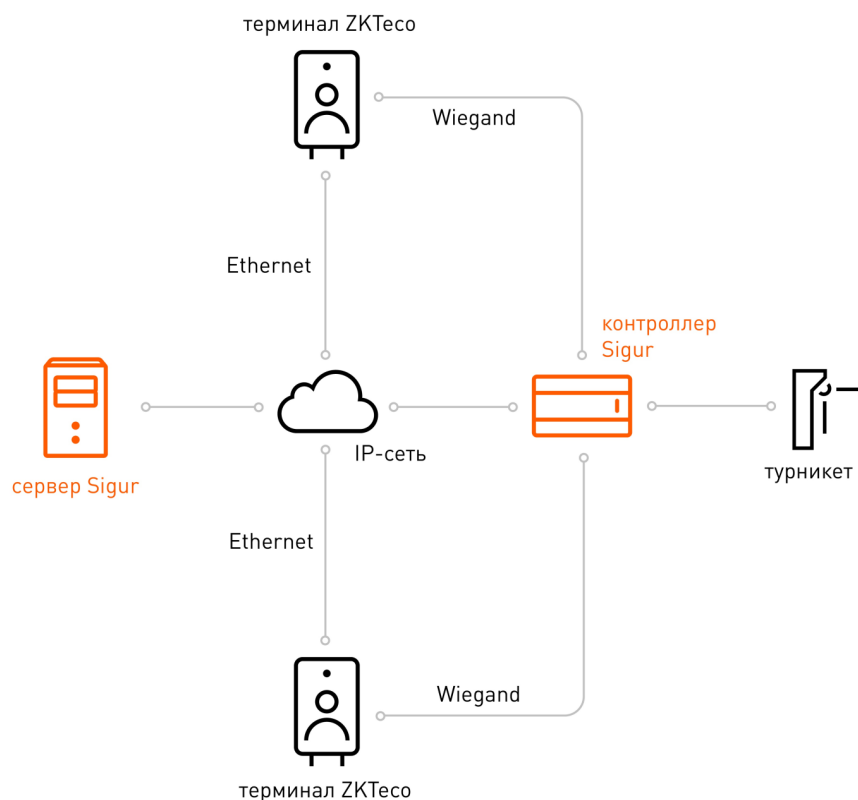 терминал ZKTeco
Wiegand
Ethernet
контроллер
Sigur
IP-сеть
турникет
сервер Sigur
Ethernet
Wiegand
терминал ZKTeco